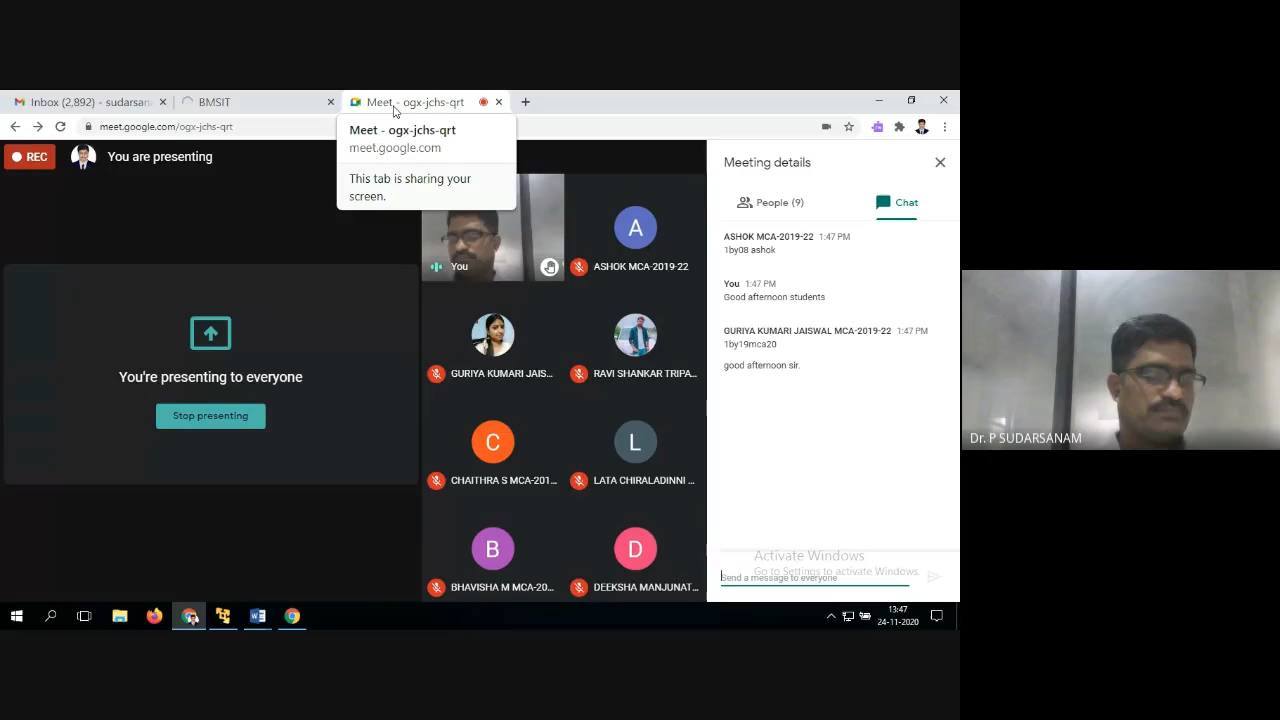 Inbox (2,892) - sudarsana
BMSIT
Meet - ogx-jchs-qrt
meet.google.com/ogx-jchs-qrt
Meet - ogx-jchs-qrt
meet.google.com
This tab is sharing your
screen.
REC
You are presenting
You're presenting to everyone
Stop presenting
You
ASHOK MCA-2019-22
GURIYA KUMARI JAIS...
RAVI SHANKAR TRIPA...
CHAITHRA S MCA-201...
LATA CHIRALADINNI ...
BHAVISHA M MCA-20...
DEEKSHA MANJUNAT...
A
C
L
B
D
Meeting details
People (9)
Chat
ASHOK MCA-2019-22 1:47 PM
1by08 ashok
You 1:47 PM
Good afternoon students
GURIYA KUMARI JAISWAL MCA-2019-22 1:47 PM
1by19mca20
good afternoon sir.
Activate Windows
Go to Settings to activate Windows.
Send a message to everyone
13:47
24-11-2020
Dr. P SUDARSANAM